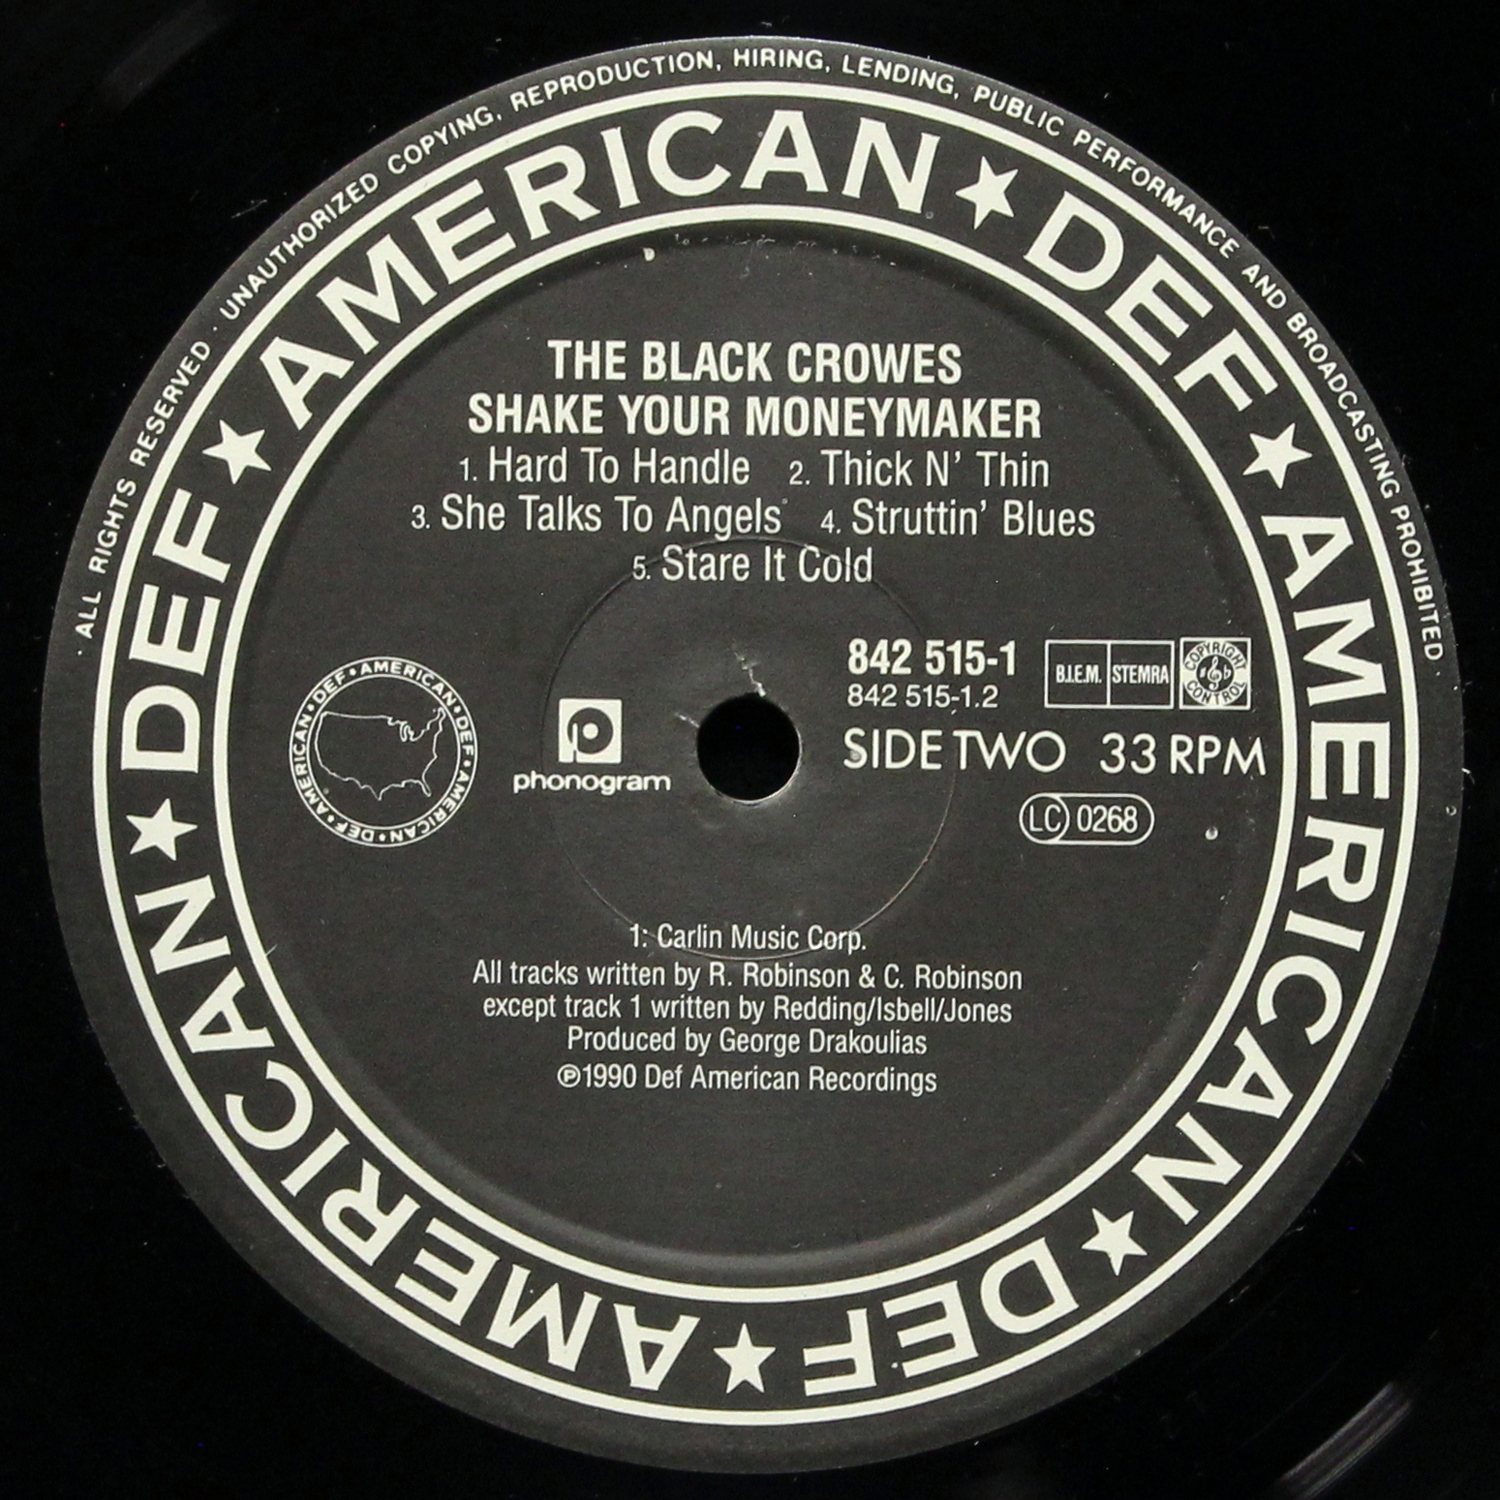 ALL RIGHTS RESERVED · UNAUTHORIZED COPYING, REPRODUCTION, HIRING, LENDING, PUBLIC PERFORMANCE AND BROADCASTING PROHIBITED
DEF ★ AMERICAN ★ DEF ★ AMERICAN ★ DEF ★ AMERICAN ★ DEF ★ AMERICAN ★
THE BLACK CROWES
SHAKE YOUR MONEYMAKER
1. Hard To Handle 2. Thick N' Thin
3. She Talks To Angels 4. Struttin' Blues
5. Stare It Cold
DEF • AMERICAN • DEF • AMERICAN • DEF • AMERICAN • DEF • AMERICAN •
phonogram
842 515-1
842 515-1.2
B.I.E.M. STEMRA
COPYRIGHT CONTROL
SIDE TWO 33 RPM
LC 0268
1: Carlin Music Corp.
All tracks written by R. Robinson & C. Robinson
except track 1 written by Redding/Isbell/Jones
Produced by George Drakoulias
℗1990 Def American Recordings